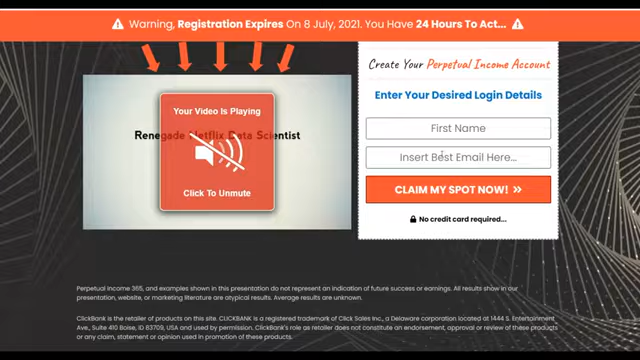 Warning, Registration Expires On 8 July, 2021. You Have 24 Hours To Act...
Create Your Perpetual Income Account
Enter Your Desired Login Details
First Name
Insert Best Email Here...
CLAIM MY SPOT NOW! »
No credit card required...
Your Video Is Playing
Renegade Netflix Data Scientist
Click To Unmute
Perpetual Income 365, and examples shown in this presentation do not represent an indication of future success or earnings. All results show in our
presentation, website, or marketing literature are atypical results. Average results are unknown.
ClickBank is the retailer of products on this site. CLICKBANK is a registered trademark of Click Sales Inc., a Delaware corporation located at 1444 S. Entertainment
Ave., Suite 410 Boise, ID 83709, USA and used by permission. ClickBank's role as retailer does not constitute an endorsement, approval or review of these products
or any claim, statement or opinion used in promotion of these products.